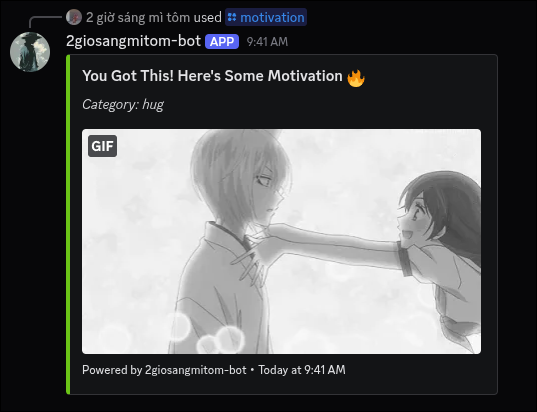 2 giờ sáng mì tôm used motivation
2giosangmitom-bot APP 9:41 AM
You Got This! Here's Some Motivation 🔥
Category: hug
GIF
Powered by 2giosangmitom-bot • Today at 9:41 AM